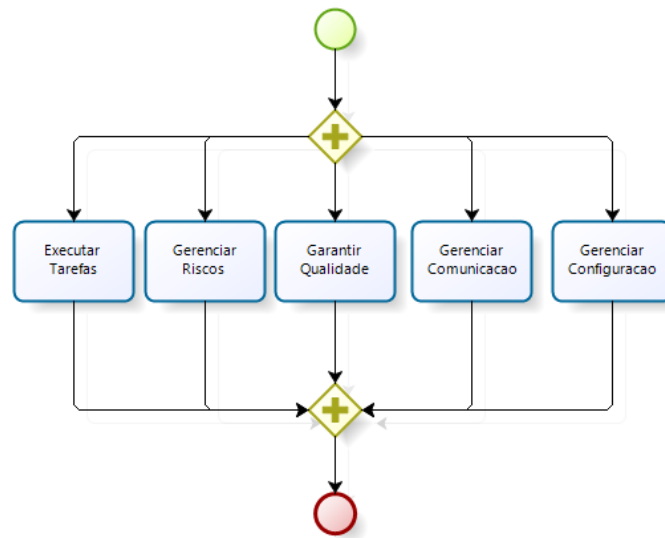 Executar
Tarefas
Gerenciar
Riscos
Garantir
Qualidade
Gerenciar
Comunicacao
Gerenciar
Configuracao